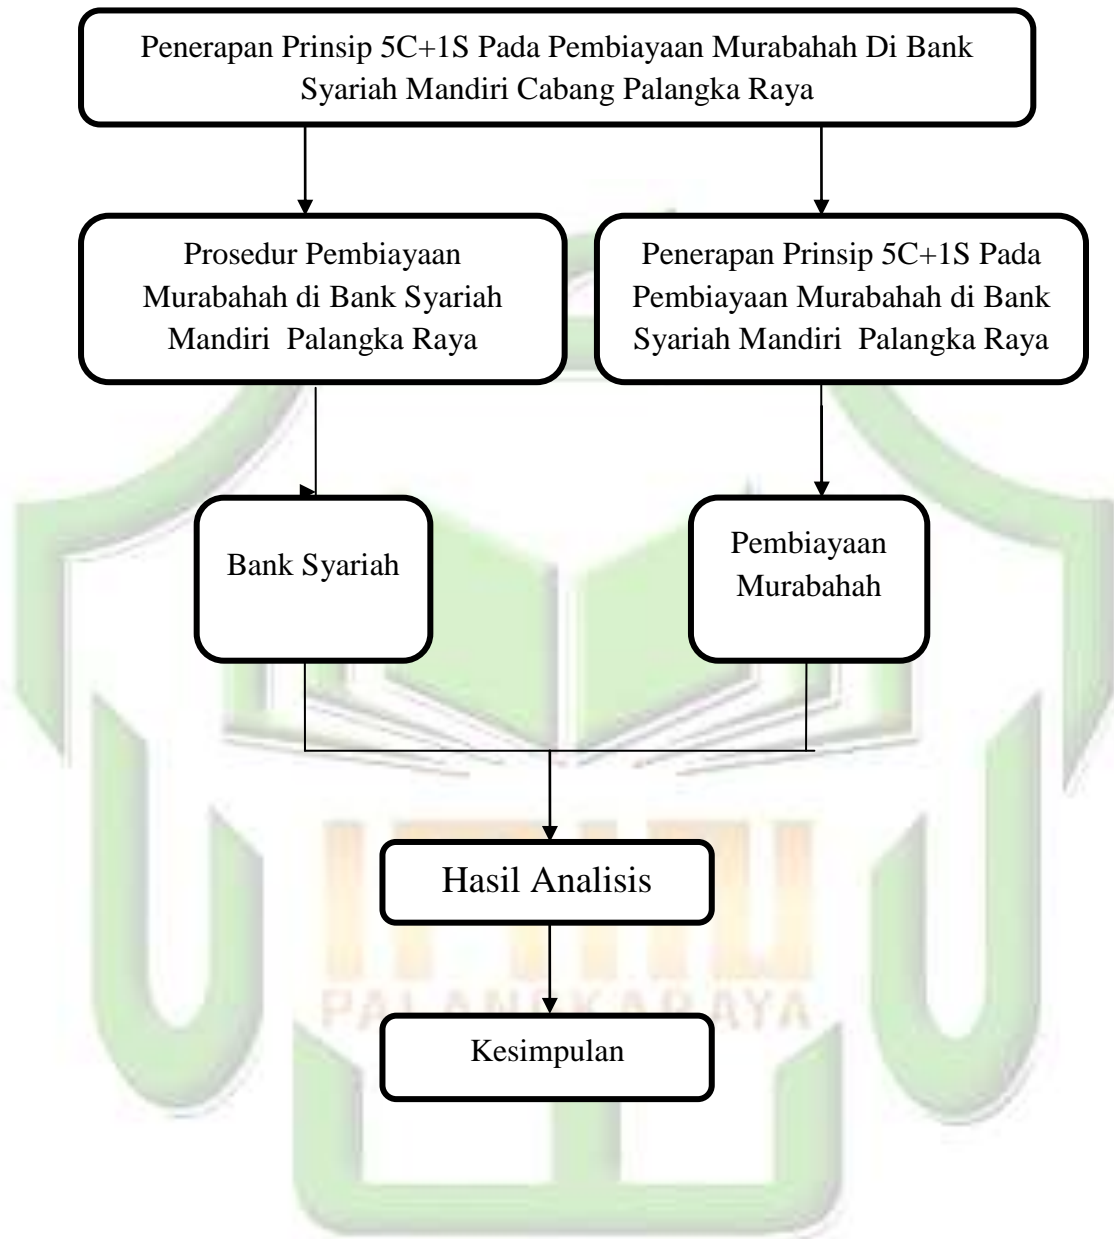 Penerapan Prinsip 5C+1S Pada Pembiayaan Murabahah Di Bank
Syariah Mandiri Cabang Palangka Raya
Prosedur Pembiayaan
Murabahah di Bank Syariah
Mandiri Palangka Raya
Penerapan Prinsip 5C+1S Pada
Pembiayaan Murabahah di Bank
Syariah Mandiri Palangka Raya
Bank Syariah
Pembiayaan
Murabahah
Hasil Analisis
PALANGKARAYA
Kesimpulan